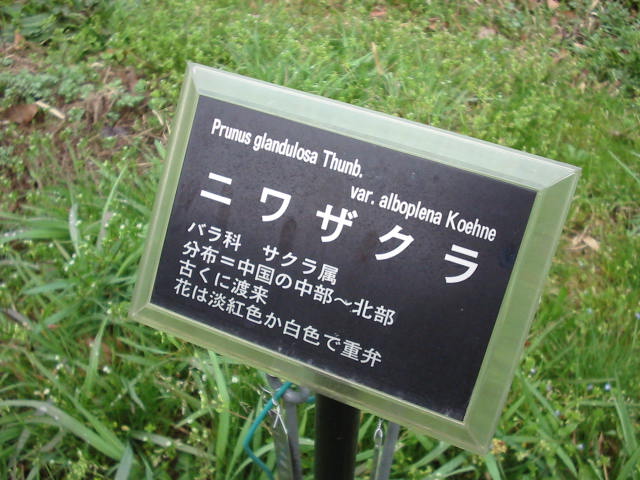 Prunus glandulosa Thunb.
var. alboplena Koehne
ニワザクラ
バラ科　サクラ属
分布＝中国の中部～北部
古くに渡来
花は淡紅色か白色で重弁